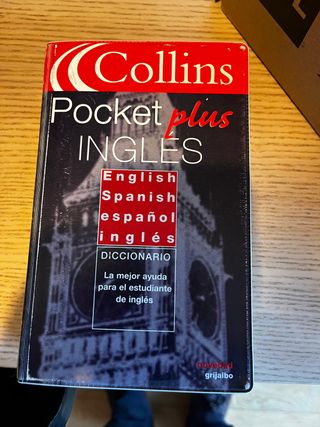 Collins
Pocket plus
INGLÉS
English
Spanish
español
inglés
DICCIONARIO
La mejor ayuda
para el estudiante
de inglés
grijalbo